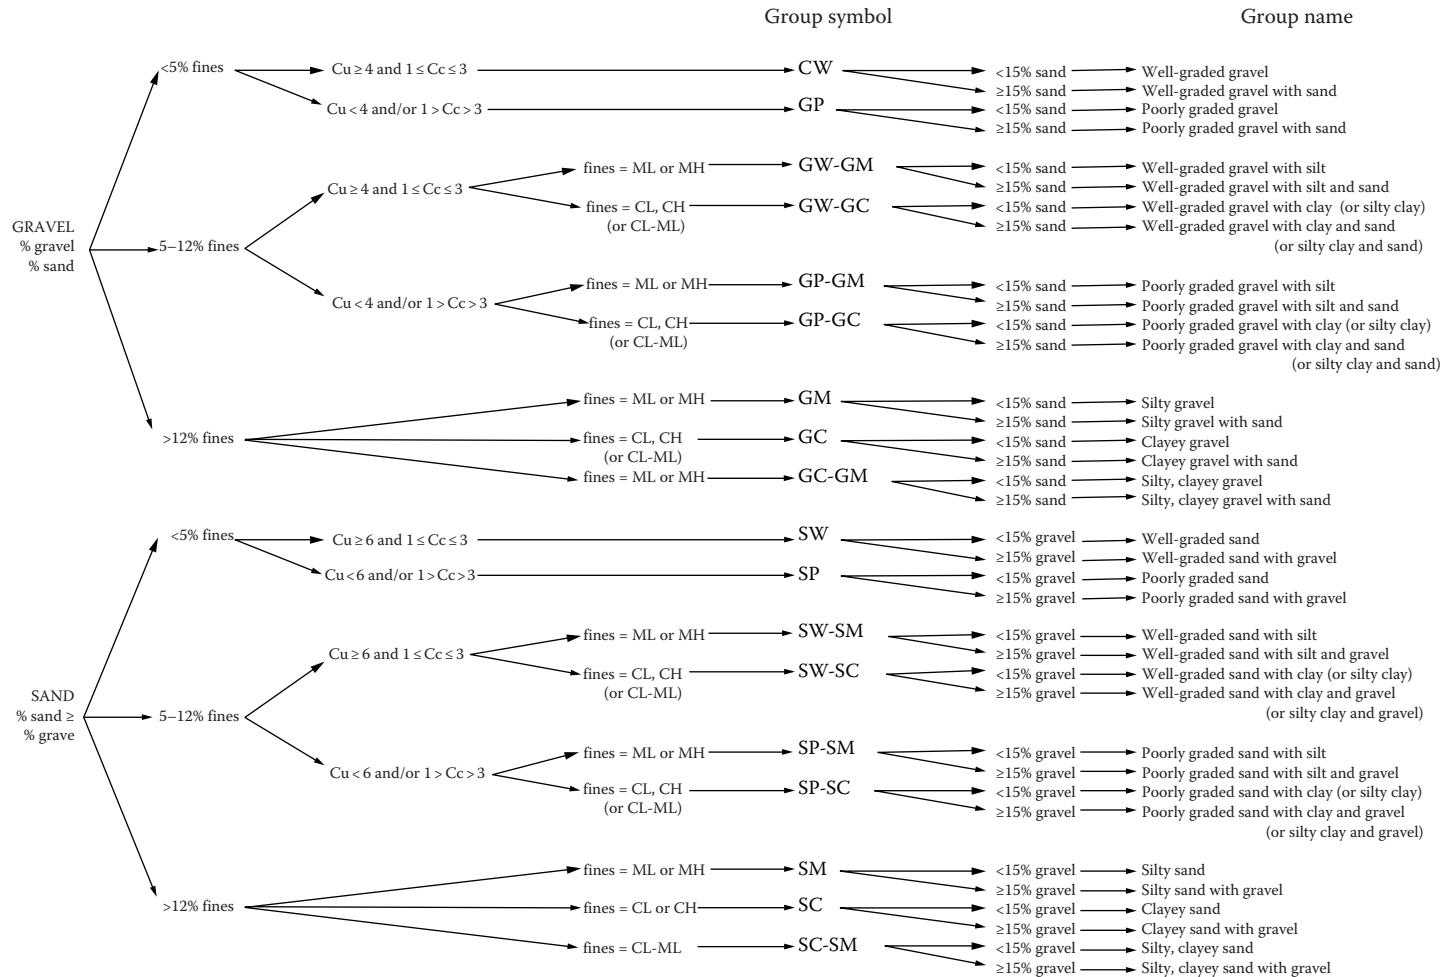 Group symbol Group name
<5% fines Cu ≥ 4 and 1 ≤ Cc ≤ 3 CW <15% sand Well-graded gravel
≥15% sand Well-graded gravel with sand
Cu < 4 and/or 1 > Cc > 3 GP <15% sand Poorly graded gravel
≥15% sand Poorly graded gravel with sand
fines = ML or MH GW-GM <15% sand Well-graded gravel with silt
Cu ≥ 4 and 1 ≤ Cc ≤ 3 ≥15% sand Well-graded gravel with silt and sand
fines = CL, CH GW-GC <15% sand Well-graded gravel with clay (or silty clay)
(or CL-ML) ≥15% sand Well-graded gravel with clay and sand
(or silty clay and sand)
GRAVEL
% gravel 5–12% fines
% sand
fines = ML or MH GP-GM <15% sand Poorly graded gravel with silt
Cu < 4 and/or 1 > Cc > 3 ≥15% sand Poorly graded gravel with silt and sand
fines = CL, CH GP-GC <15% sand Poorly graded gravel with clay (or silty clay)
(or CL-ML) ≥15% sand Poorly graded gravel with clay and sand
(or silty clay and sand)
fines = ML or MH GM <15% sand Silty gravel
≥15% sand Silty gravel with sand
>12% fines fines = CL, CH GC <15% sand Clayey gravel
(or CL-ML) ≥15% sand Clayey gravel with sand
fines = ML or MH GC-GM <15% sand Silty, clayey gravel
≥15% sand Silty, clayey gravel with sand
<5% fines Cu ≥ 6 and 1 ≤ Cc ≤ 3 SW <15% gravel Well-graded sand
≥15% gravel Well-graded sand with gravel
Cu < 6 and/or 1 > Cc > 3 SP <15% gravel Poorly graded sand
≥15% gravel Poorly graded sand with gravel
fines = ML or MH SW-SM <15% gravel Well-graded sand with silt
Cu ≥ 6 and 1 ≤ Cc ≤ 3 ≥15% gravel Well-graded sand with silt and gravel
fines = CL, CH SW-SC <15% gravel Well-graded sand with clay (or silty clay)
(or CL-ML) ≥15% gravel Well-graded sand with clay and gravel
(or silty clay and gravel)
SAND
% sand ≥ 5–12% fines
% grave
fines = ML or MH SP-SM <15% gravel Poorly graded sand with silt
Cu < 6 and/or 1 > Cc > 3 ≥15% gravel Poorly graded sand with silt and gravel
fines = CL, CH SP-SC <15% gravel Poorly graded sand with clay (or silty clay)
(or CL-ML) ≥15% gravel Poorly graded sand with clay and gravel
(or silty clay and gravel)
fines = ML or MH SM <15% gravel Silty sand
≥15% gravel Silty sand with gravel
>12% fines fines = CL or CH SC <15% gravel Clayey sand
≥15% gravel Clayey sand with gravel
fines = CL-ML SC-SM <15% gravel Silty, clayey sand
≥15% gravel Silty, clayey sand with gravel